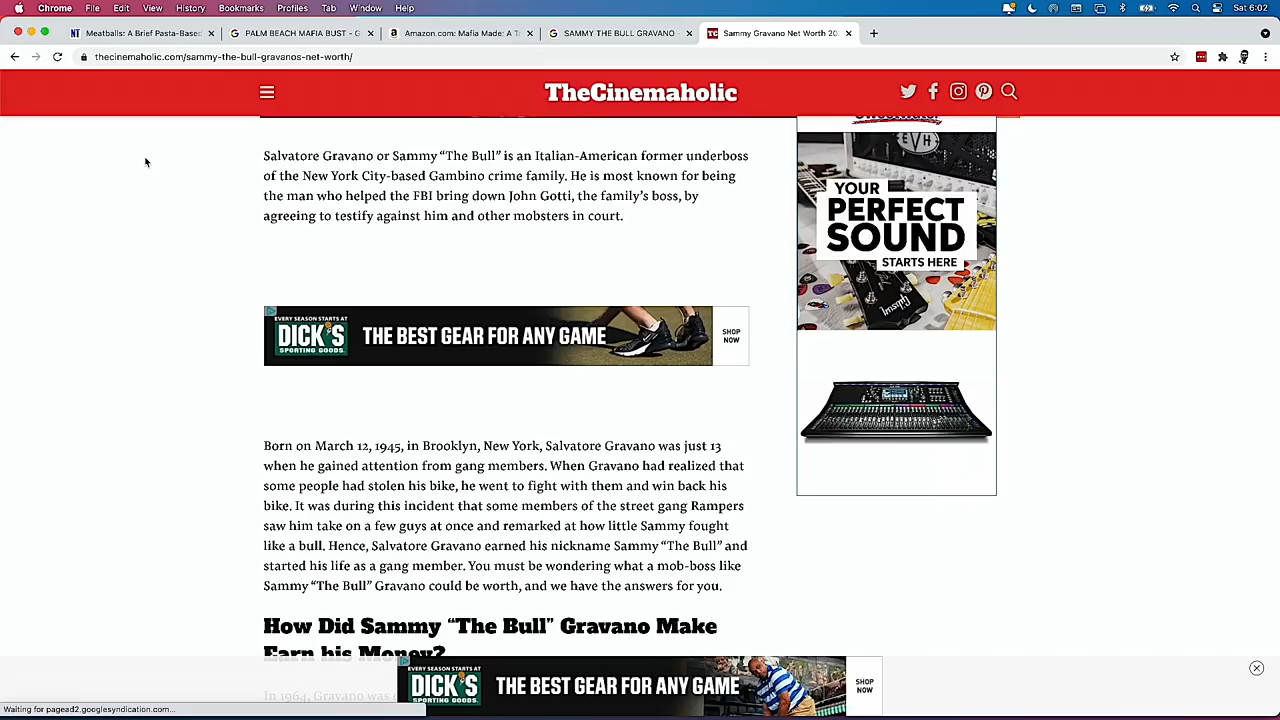 Chrome File Edit View History Bookmarks Profiles Tab Window Help Sat 6:02
NT Meatballs: A Brief Pasta-Based PALM BEACH MAFIA BUST - G Amazon.com: Mafia Made: A T SAMMY THE BULL GRAVANO - TC Sammy Gravano Net Worth 20
thecinemaholic.com/sammy-the-bull-gravanos-net-worth/
TheCinemaholic
Salvatore Gravano or Sammy “The Bull” is an Italian-American former underboss
of the New York City-based Gambino crime family. He is most known for being
the man who helped the FBI bring down John Gotti, the family’s boss, by
agreeing to testify against him and other mobsters in court.
EVH
YOUR
PERFECT
SOUND
STARTS HERE
EVERY SEASON STARTS AT
DICK'S
SPORTING GOODS.
THE BEST GEAR FOR ANY GAME
SHOP
NOW
Born on March 12, 1945, in Brooklyn, New York, Salvatore Gravano was just 13
when he gained attention from gang members. When Gravano had realized that
some people had stolen his bike, he went to fight with them and win back his
bike. It was during this incident that some members of the street gang Rampers
saw him take on a few guys at once and remarked at how little Sammy fought
like a bull. Hence, Salvatore Gravano earned his nickname Sammy “The Bull” and
started his life as a gang member. You must be wondering what a mob-boss like
Sammy “The Bull” Gravano could be worth, and we have the answers for you.
How Did Sammy “The Bull” Gravano Make
Earn his Money?
In 1964, Gravano was
EVERY SEASON STARTS AT
DICK'S
SPORTING GOODS.
THE BEST GEAR FOR ANY GAME
SHOP
NOW
Waiting for pagead2.googlesyndication.com...